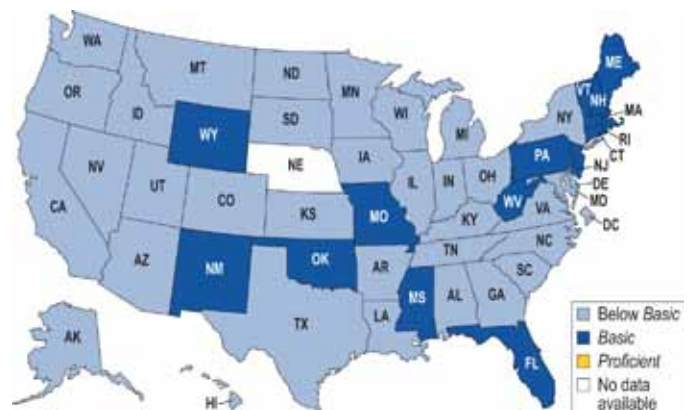 WA
MT
ND
MN
ME
VT
NH
OR
ID
SD
WI
MI
NY
MA
RI
CT
WY
NE
IA
PA
NJ
NV
UT
CO
IL
IN
OH
DE
MD
WV
VA
DC
CA
KS
MO
KY
AZ
NM
OK
AR
TN
NC
SC
TX
LA
MS
AL
GA
AK
HI
FL
Below Basic
Basic
Proficient
No data
available